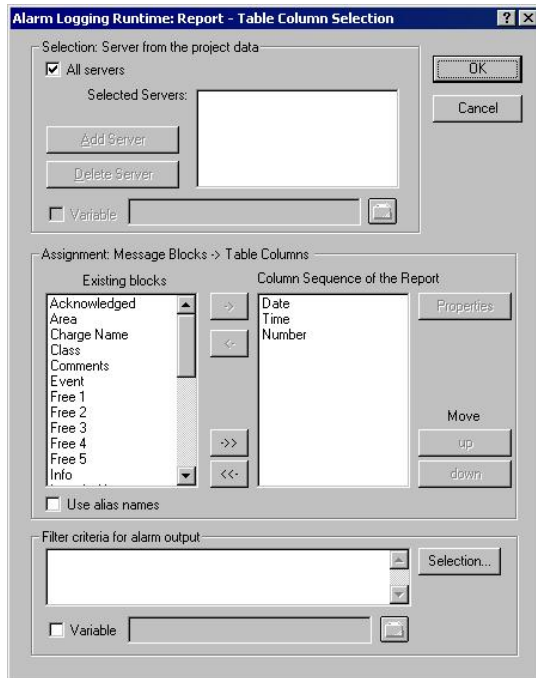 Alarm Logging Runtime: Report - Table Column Selection
Selection: Server from the project data
All servers
OK
Selected Servers:
Cancel
Add Server
Delete Server
Variable
Assignment: Message Blocks -> Table Columns
Existing blocks
Column Sequence of the Report
Acknowledged
Area
Charge Name
Class
Comments
Event
Free 1
Free 2
Free 3
Free 4
Free 5
Info
->
<-
->>
<<-
Date
Time
Number
Properties
Move
up
down
Use alias names
Filter criteria for alarm output
Selection...
Variable